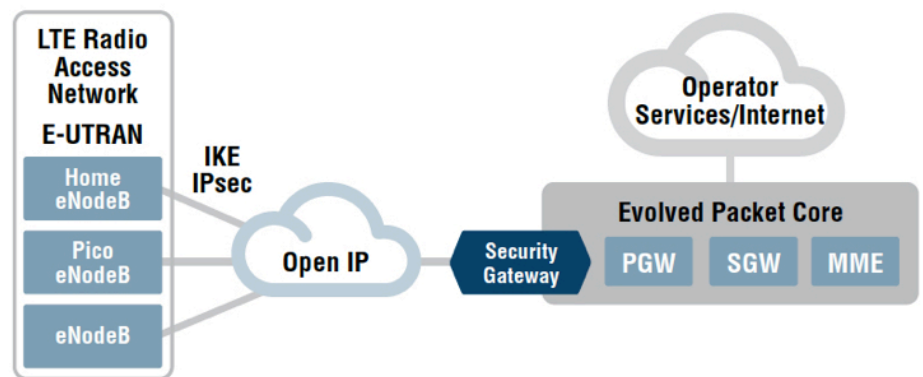 LTE Radio
Access
Network
E-UTRAN
Home
eNodeB
Pico
eNodeB
eNodeB
IKE
IPsec
Open IP
Security
Gateway
Operator
Services/Internet
Evolved Packet Core
PGW
SGW
MME